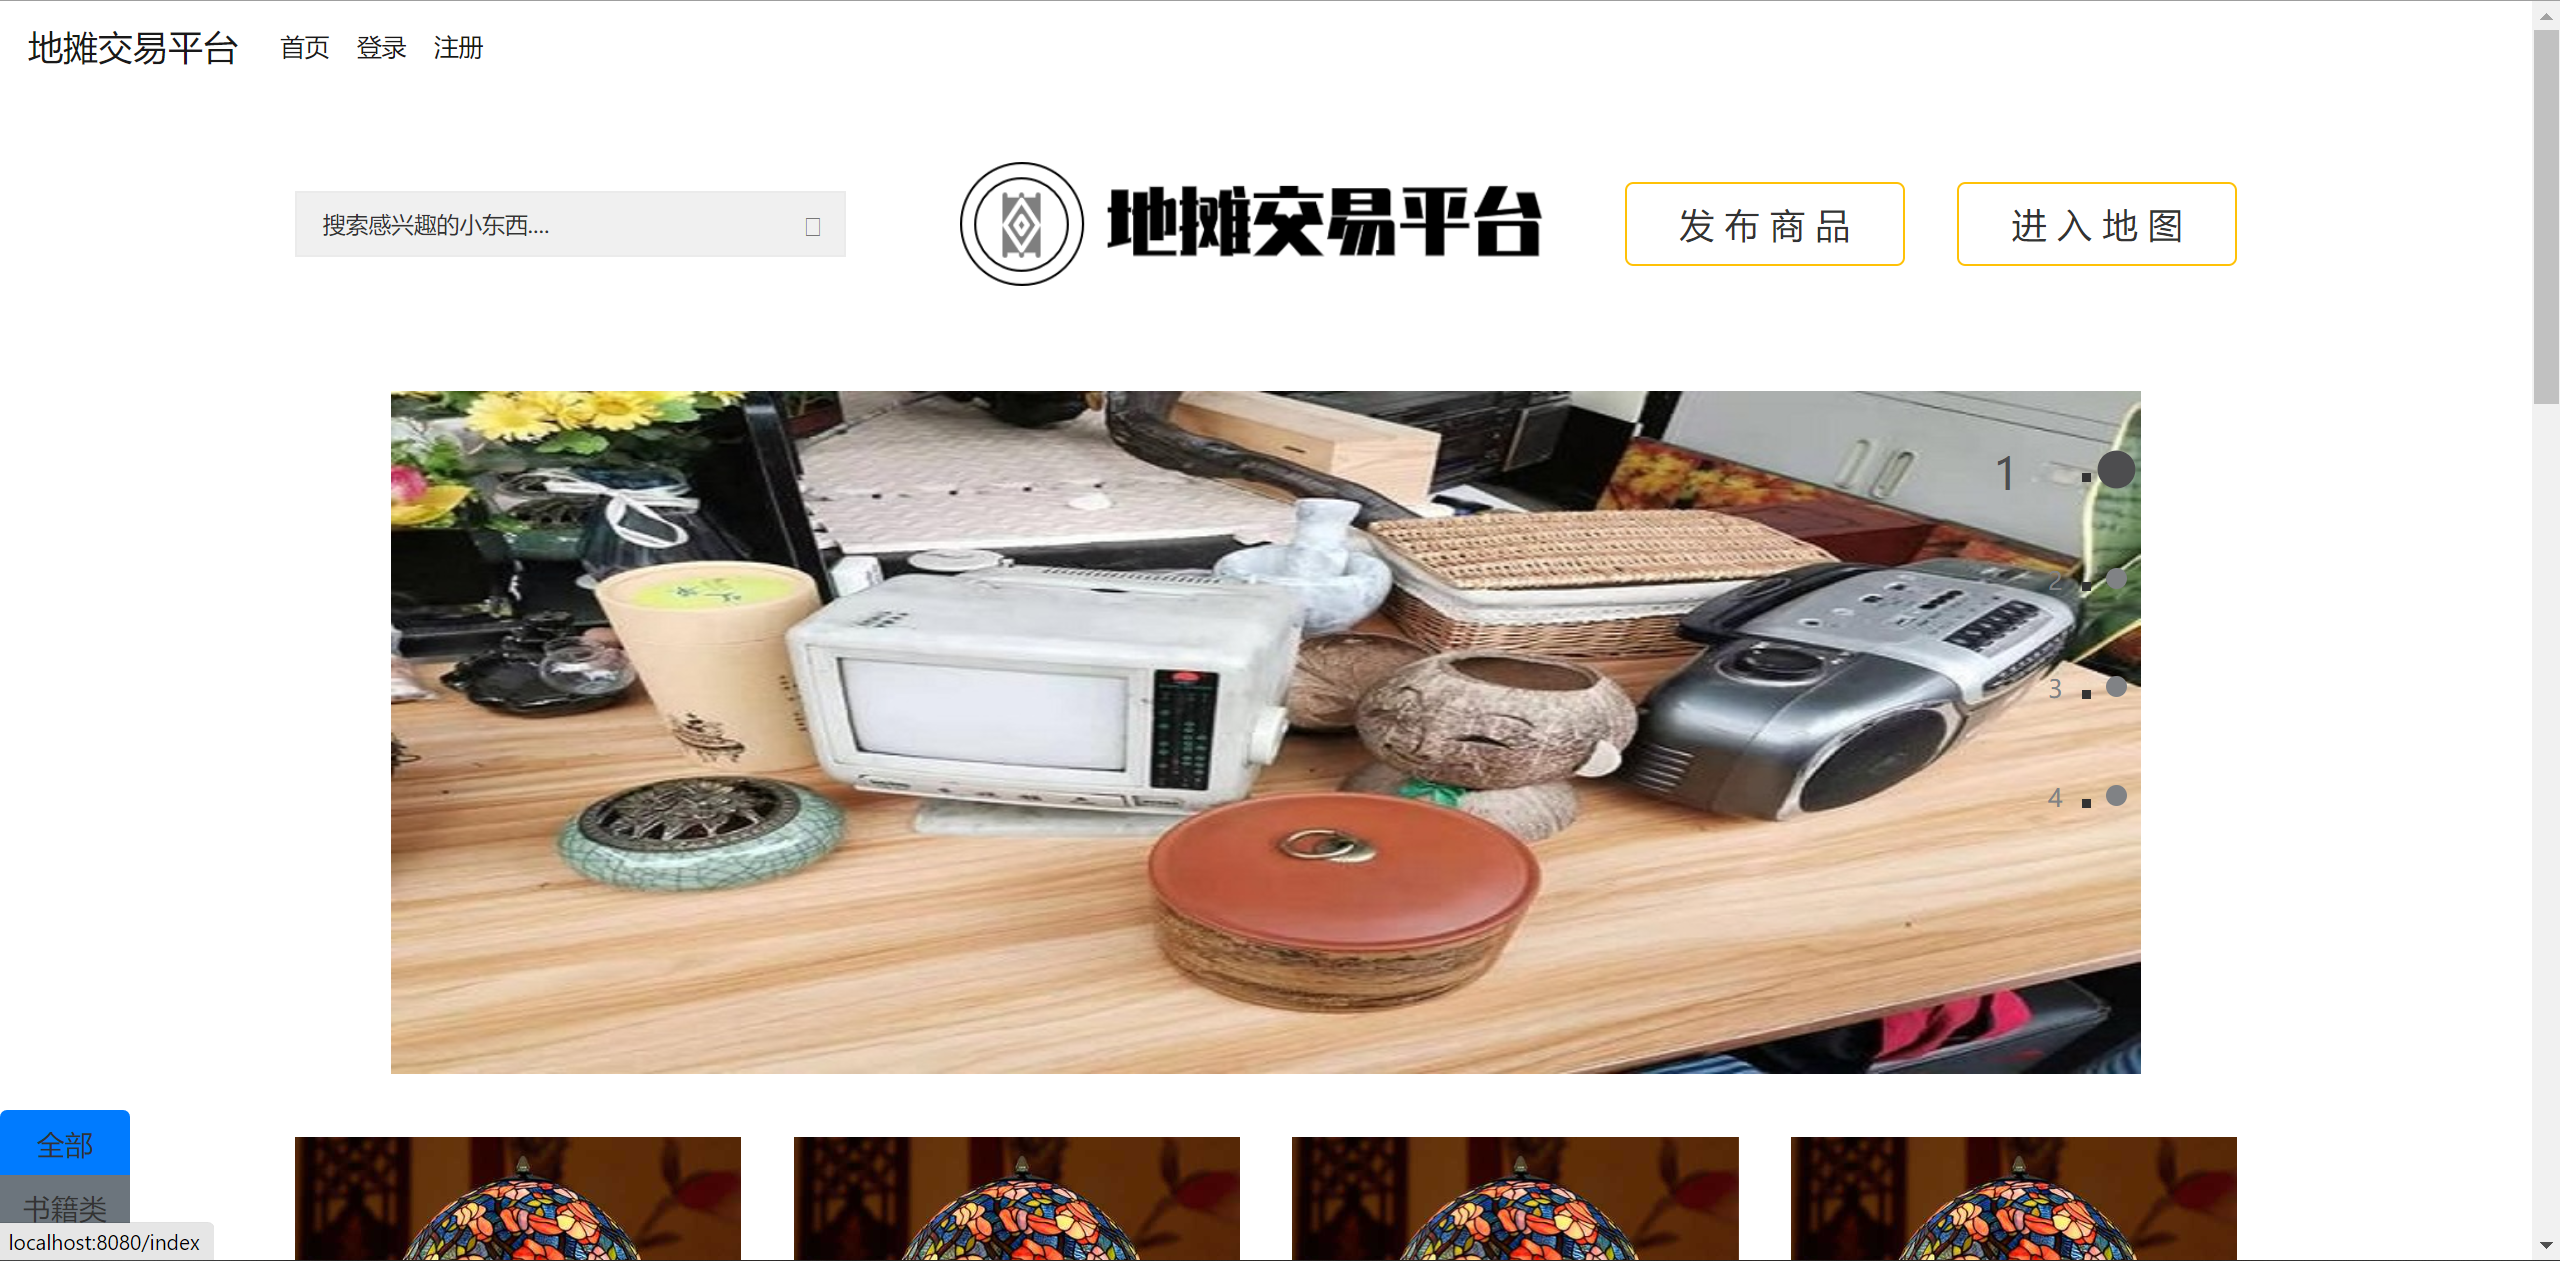 地摊交易平台 首页 登录 注册
搜索感兴趣的小东西....
地摊交易平台
发布商品
进入地图
1
2
3
4
全部
书籍类
localhost:8080/index